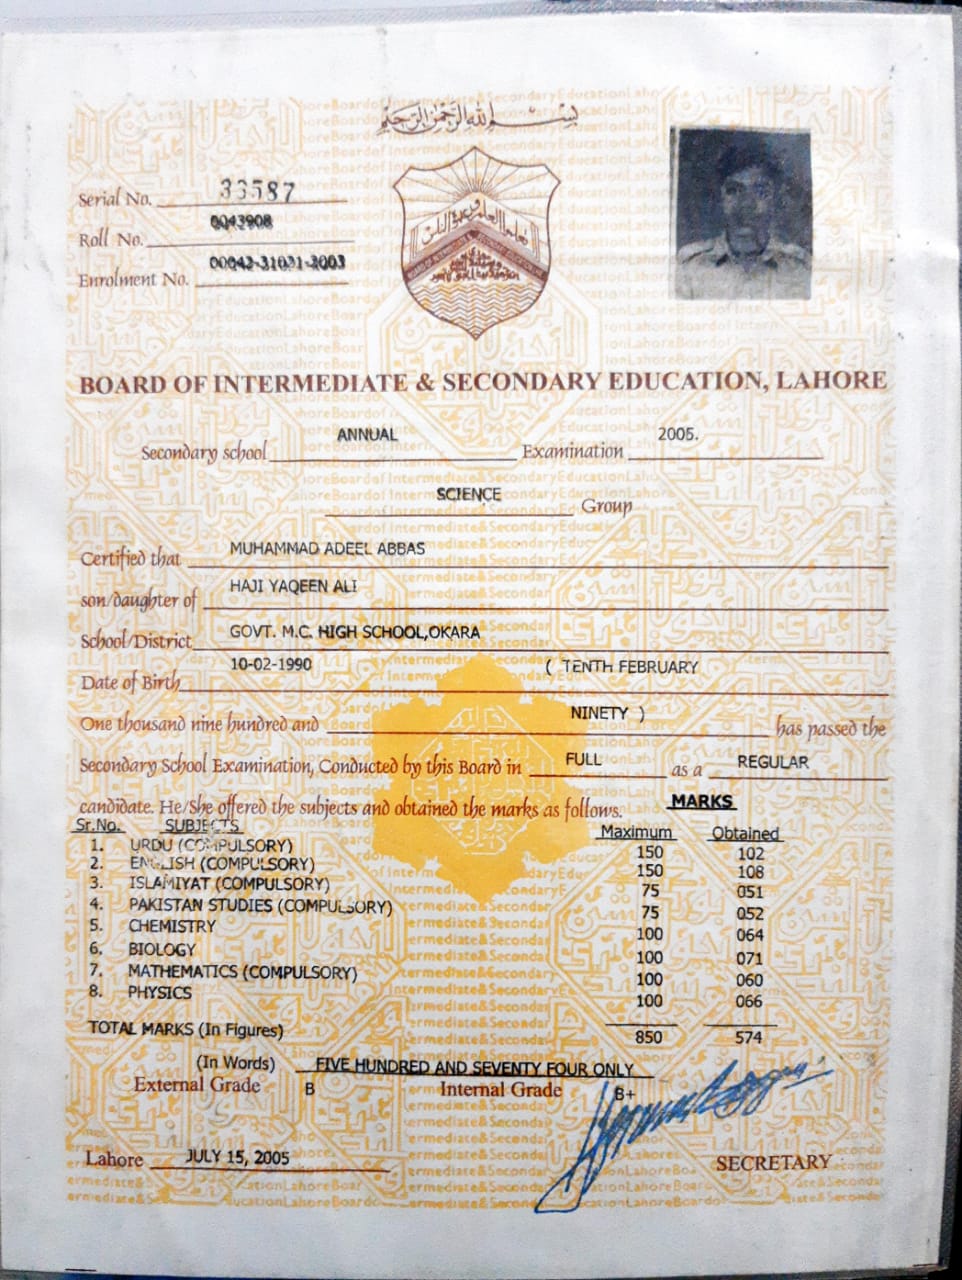 بِسْمِ اللهِ الرَّحْمٰنِ الرَّحِيْمِ
Serial No. 33587
Roll No. 0043908
Enrolment No. 00042-31031-2003
BOARD OF INTERMEDIATE & SECONDARY EDUCATION, LAHORE
Secondary school ANNUAL Examination 2005.
SCIENCE Group
Certified that MUHAMMAD ADEEL ABBAS
son/daughter of HAJI YAQEEN ALI
School/District GOVT. M.C. HIGH SCHOOL,OKARA
Date of Birth 10-02-1990 ( TENTH FEBRUARY
One thousand nine hundred and NINETY ) has passed the
Secondary School Examination, Conducted by this Board in FULL as a REGULAR
candidate. He/She offered the subjects and obtained the marks as follows. MARKS
Sr.No. SUBJECTS Maximum Obtained
1. URDU (COMPULSORY) 150 102
2. ENGLISH (COMPULSORY) 150 108
3. ISLAMIYAT (COMPULSORY) 75 051
4. PAKISTAN STUDIES (COMPULSORY) 75 052
5. CHEMISTRY 100 064
6. BIOLOGY 100 071
7. MATHEMATICS (COMPULSORY) 100 060
8. PHYSICS 100 066
TOTAL MARKS (In Figures) 850 574
(In Words) FIVE HUNDRED AND SEVENTY FOUR ONLY
External Grade B Internal Grade B+
Lahore JULY 15, 2005 SECRETARY